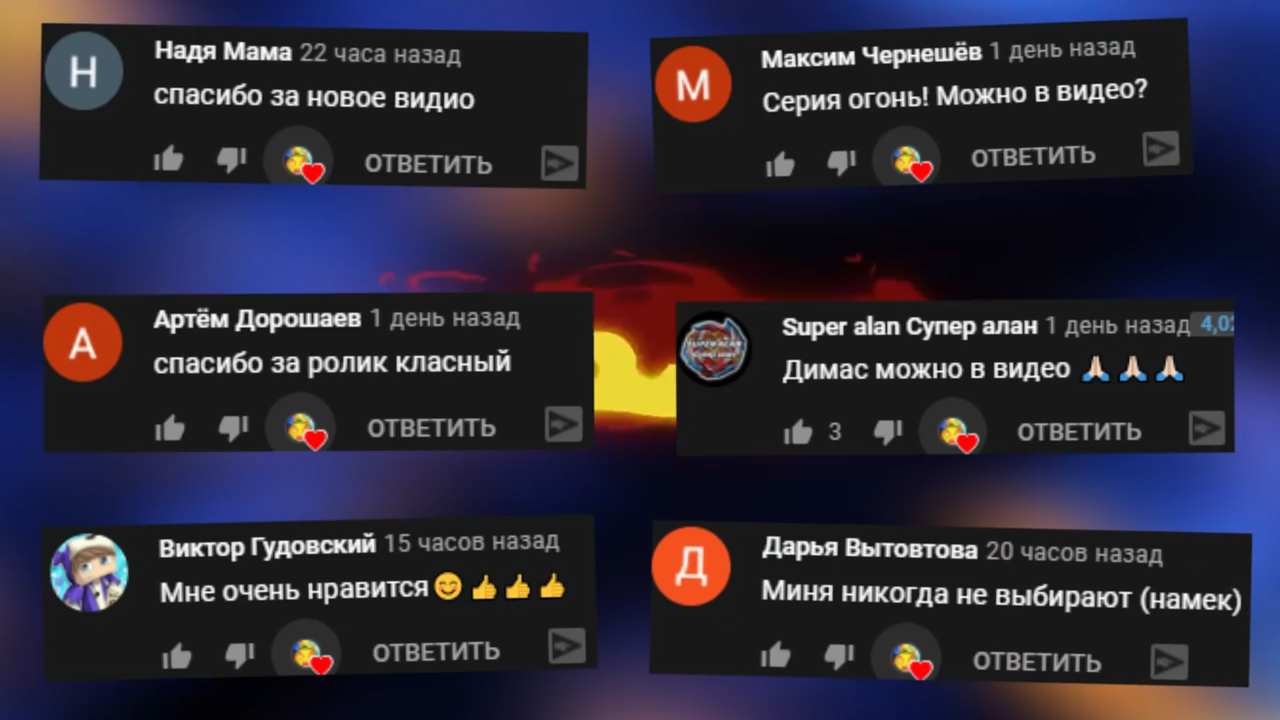 Н
Надя Мама 22 часа назад
спасибо за новое видио
ОТВЕТИТЬ
М
Максим Чернешёв 1 день назад
Серия огонь! Можно в видео?
ОТВЕТИТЬ
А
Артём Дорошаев 1 день назад
спасибо за ролик класный
ОТВЕТИТЬ
Super alan Супер алан 1 день назад 4,02
Димас можно в видео 🙏🏻🙏🏻🙏🏻
3
ОТВЕТИТЬ
Виктор Гудовский 15 часов назад
Мне очень нравится😊👍👍👍
ОТВЕТИТЬ
Д
Дарья Вытовтова 20 часов назад
Миня никогда не выбирают (намек)
ОТВЕТИТЬ